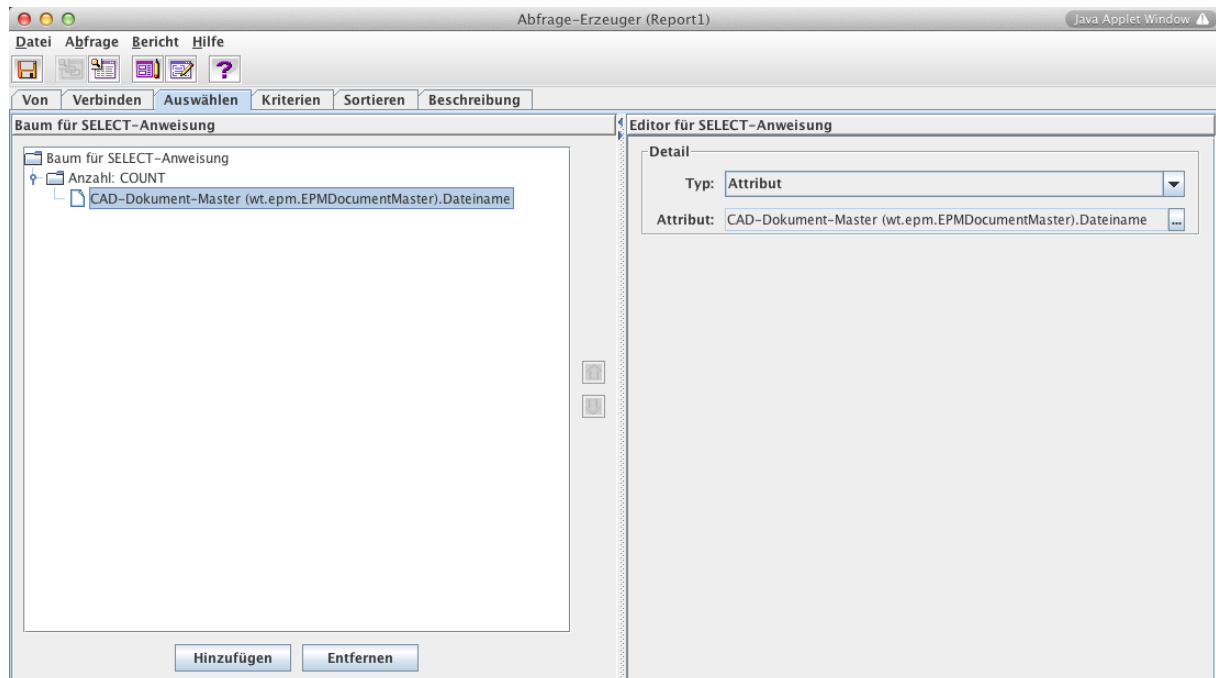 Abfrage-Erzeuger (Report1)
Java Applet Window
Datei Abfrage Bericht Hilfe
Von Verbinden Auswählen Kriterien Sortieren Beschreibung
Baum für SELECT-Anweisung
Baum für SELECT-Anweisung
Anzahl: COUNT
CAD-Dokument-Master (wt.epm.EPMDocumentMaster).Dateiname
Hinzufügen Entfernen
Editor für SELECT-Anweisung
Detail
Typ: Attribut
Attribut: CAD-Dokument-Master (wt.epm.EPMDocumentMaster).Dateiname ...